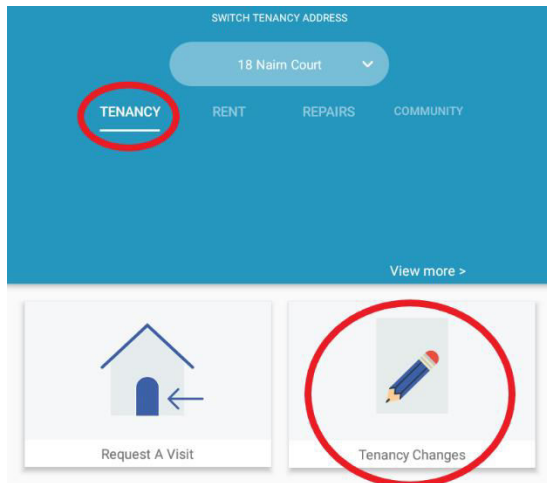 SWITCH TENANCY ADDRESS
18 Nairn Court
TENANCY RENT REPAIRS COMMUNITY
View more >
Request A Visit Tenancy Changes